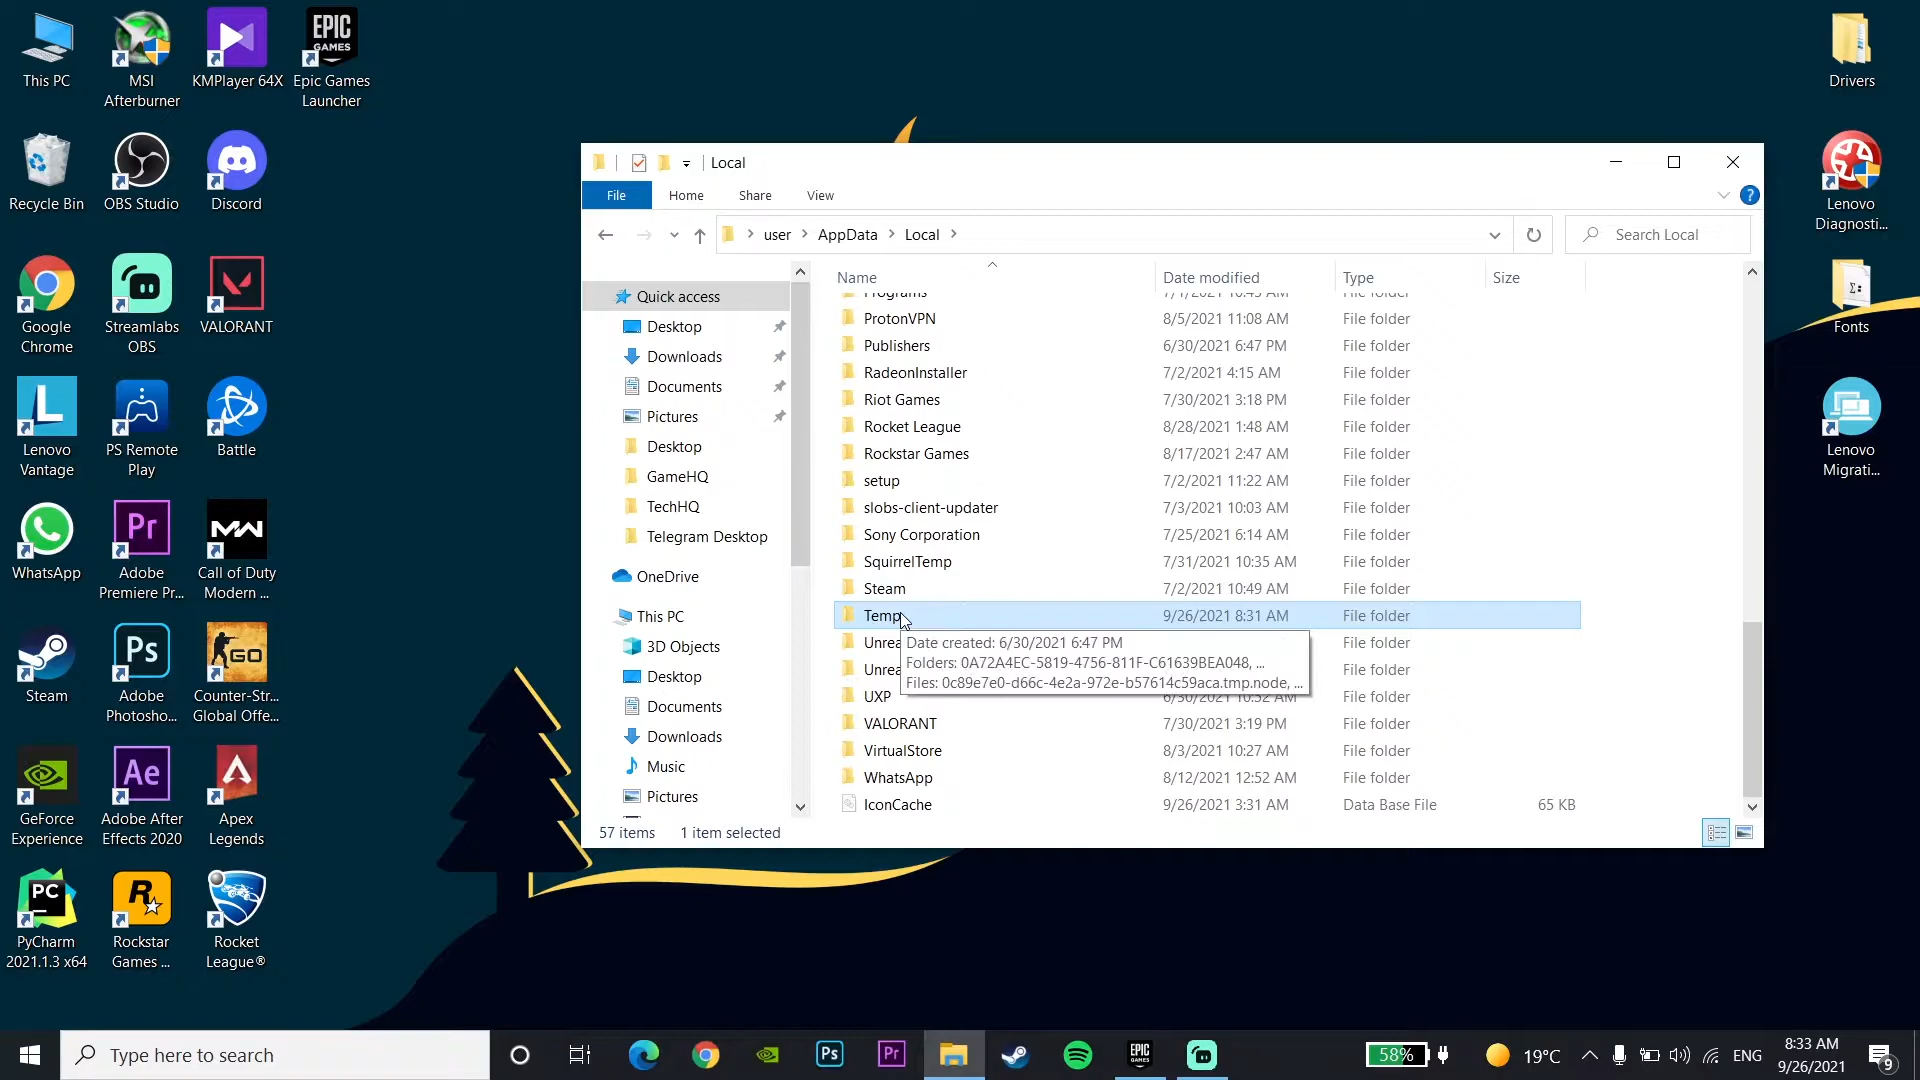 This PC
MSI
Afterburner
KMPlayer 64X
EPIC
GAMES
Epic Games
Launcher
Recycle Bin
OBS Studio
Discord
Google
Chrome
Streamlabs
OBS
VALORANT
L
Lenovo
Vantage
PS Remote
Play
Battle
WhatsApp
Pr
Adobe
Premiere Pr...
MW
Call of Duty
Modern ...
Steam
Ps
Adobe
Photosho...
GO
Counter-Str...
Global Offe...
GeForce
Experience
Ae
Adobe After
Effects 2020
Apex
Legends
PC
PyCharm
2021.1.3 x64
R
Rockstar
Games ...
Rocket
League®
Drivers
Lenovo
Diagnosti...
Fonts
Lenovo
Migrati...
Local
File
Home
Share
View
?
user
AppData
Local
Search Local
Quick access
Desktop
Downloads
Documents
Pictures
Desktop
GameHQ
TechHQ
Telegram Desktop
OneDrive
This PC
3D Objects
Desktop
Documents
Downloads
Music
Pictures
Name Date modified Type Size
Programs 7/1/2021 10:45 AM File folder
ProtonVPN 8/5/2021 11:08 AM File folder
Publishers 6/30/2021 6:47 PM File folder
RadeonInstaller 7/2/2021 4:15 AM File folder
Riot Games 7/30/2021 3:18 PM File folder
Rocket League 8/28/2021 1:48 AM File folder
Rockstar Games 8/17/2021 2:47 AM File folder
setup 7/2/2021 11:22 AM File folder
slobs-client-updater 7/3/2021 10:03 AM File folder
Sony Corporation 7/25/2021 6:14 AM File folder
SquirrelTemp 7/31/2021 10:35 AM File folder
Steam 7/2/2021 10:49 AM File folder
Temp 9/26/2021 8:31 AM File folder
Unrea File folder
Unrea File folder
Date created: 6/30/2021 6:47 PM
Folders: 0A72A4EC-5819-4756-811F-C61639BEA048, ...
Files: 0c89e7e0-d66c-4e2a-972e-b57614c59aca.tmp.node, ...
UXP 6/30/2021 10:52 AM File folder
VALORANT 7/30/2021 3:19 PM File folder
VirtualStore 8/3/2021 10:27 AM File folder
WhatsApp 8/12/2021 12:52 AM File folder
IconCache 9/26/2021 3:31 AM Data Base File 65 KB
57 items 1 item selected
Type here to search
Ps
Pr
EPIC
GAMES
58%
19°C
ENG
8:33 AM
9/26/2021
9